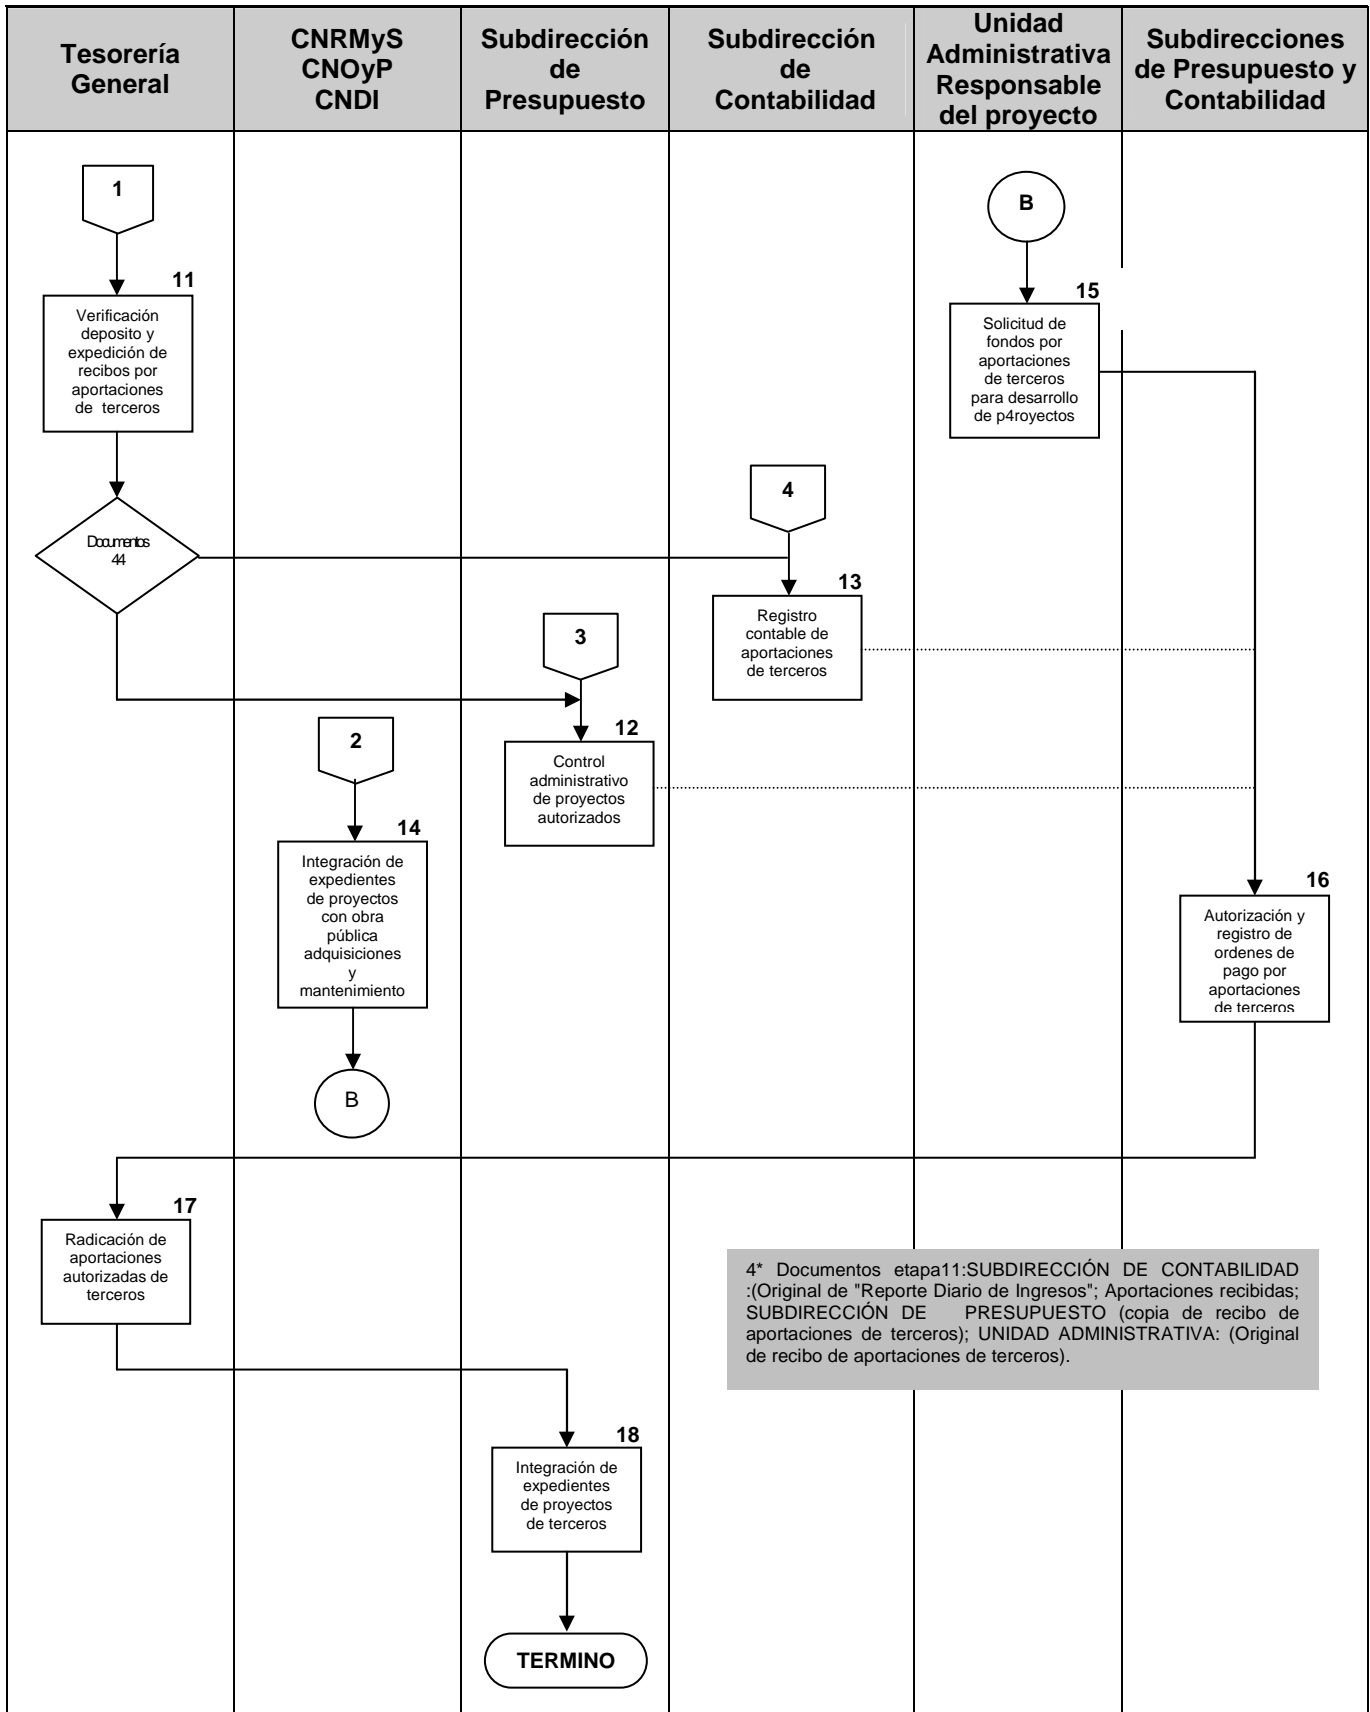 Tesorería
General
CNRMyS
CNOyP
CNDI
Subdirección
de
Presupuesto
Subdirección
de
Contabilidad
Unidad
Administrativa
Responsable
del proyecto
Subdirecciones
de Presupuesto y
Contabilidad
1
B
11
Verificación
deposito y
expedición de
recibos por
aportaciones
de terceros
15
Solicitud de
fondos por
aportaciones
de terceros
para desarrollo
de p4royectos
4
Documentos
44
13
Registro
contable de
aportaciones
de terceros
3
2
12
Control
administrativo
de proyectos
autorizados
14
Integración de
expedientes
de proyectos
con obra
pública
adquisiciones
y
mantenimiento
16
Autorización y
registro de
ordenes de
pago por
aportaciones
de terceros
B
17
Radicación de
aportaciones
autorizadas de
terceros
4* Documentos etapa11:SUBDIRECCIÓN DE CONTABILIDAD
:(Original de "Reporte Diario de Ingresos"; Aportaciones recibidas;
SUBDIRECCIÓN DE PRESUPUESTO (copia de recibo de
aportaciones de terceros); UNIDAD ADMINISTRATIVA: (Original
de recibo de aportaciones de terceros).
18
Integración de
expedientes
de proyectos
de terceros
TERMINO